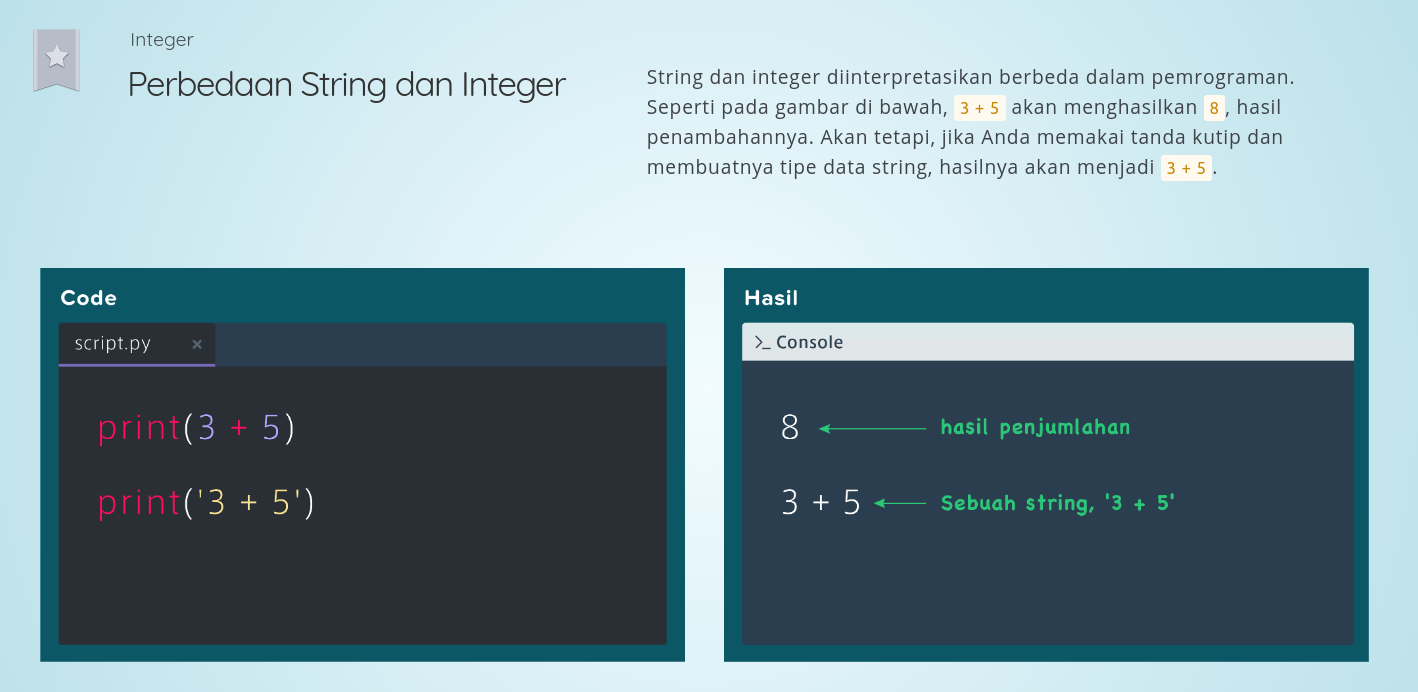 Integer
Perbedaan String dan Integer
String dan integer diinterpretasikan berbeda dalam pemrograman.
Seperti pada gambar di bawah, 3 + 5 akan menghasilkan 8, hasil
penambahannya. Akan tetapi, jika Anda memakai tanda kutip dan
membuatnya tipe data string, hasilnya akan menjadi 3 + 5.
Code
script.py ×
print(3 + 5)
print('3 + 5')
Hasil
>_ Console
8 hasil penjumlahan
3 + 5 Sebuah string, '3 + 5'